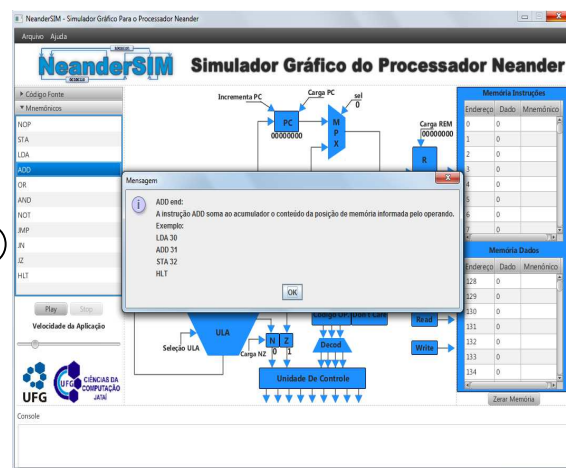 NeanderSIM - Simulador Gráfico Para o Processador Neander
Arquivo Ajuda
NeanderSIM
Simulador Gráfico do Processador Neander
Código Fonte
Mnemônicos
NOP
STA
LDA
ADD
OR
AND
NOT
JMP
JN
JZ
HLT
Play Stop
Velocidade da Aplicação
UFG
UFG CIÊNCIAS DA COMPUTAÇÃO JATAÍ
Incrementa PC
Carga PC
sel
0
PC
00000000
M
P
X
Carga REM
00000000
R
Mensagem
ADD end:
A instrução ADD soma ao acumulador o conteúdo da posição de memória informada pelo operando.
Exemplo:
LDA 30
ADD 31
STA 32
HLT
OK
ULA
Seleção ULA
Carga NZ
N Z
0 1
Código OP Don't Care
Decod
Unidade De Controle
Read
Write
Memória Instruções
Endereço Dado Mnemônico
0 0
1 0
2 0
3 0
4 0
5 0
6 0
7 0
Memória Dados
Endereço Dado Mnemônico
128 0
129 0
130 0
131 0
132 0
133 0
134 0
Zerar Memória
Console